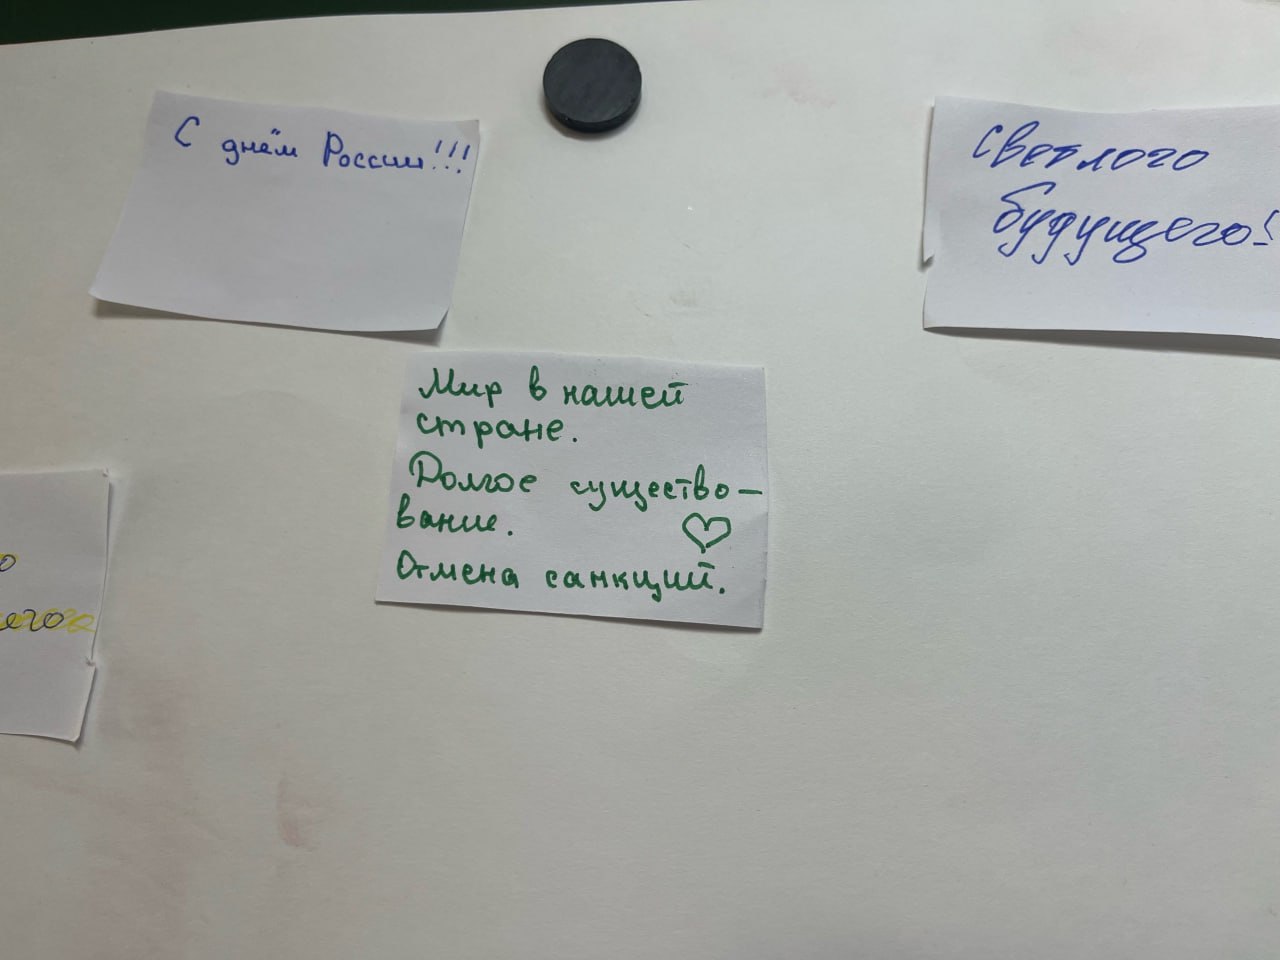 С днём России!!!
Светлого
будущего!
Мир в нашей
стране.
Долгое существо-
вание.
Отмена санкций.